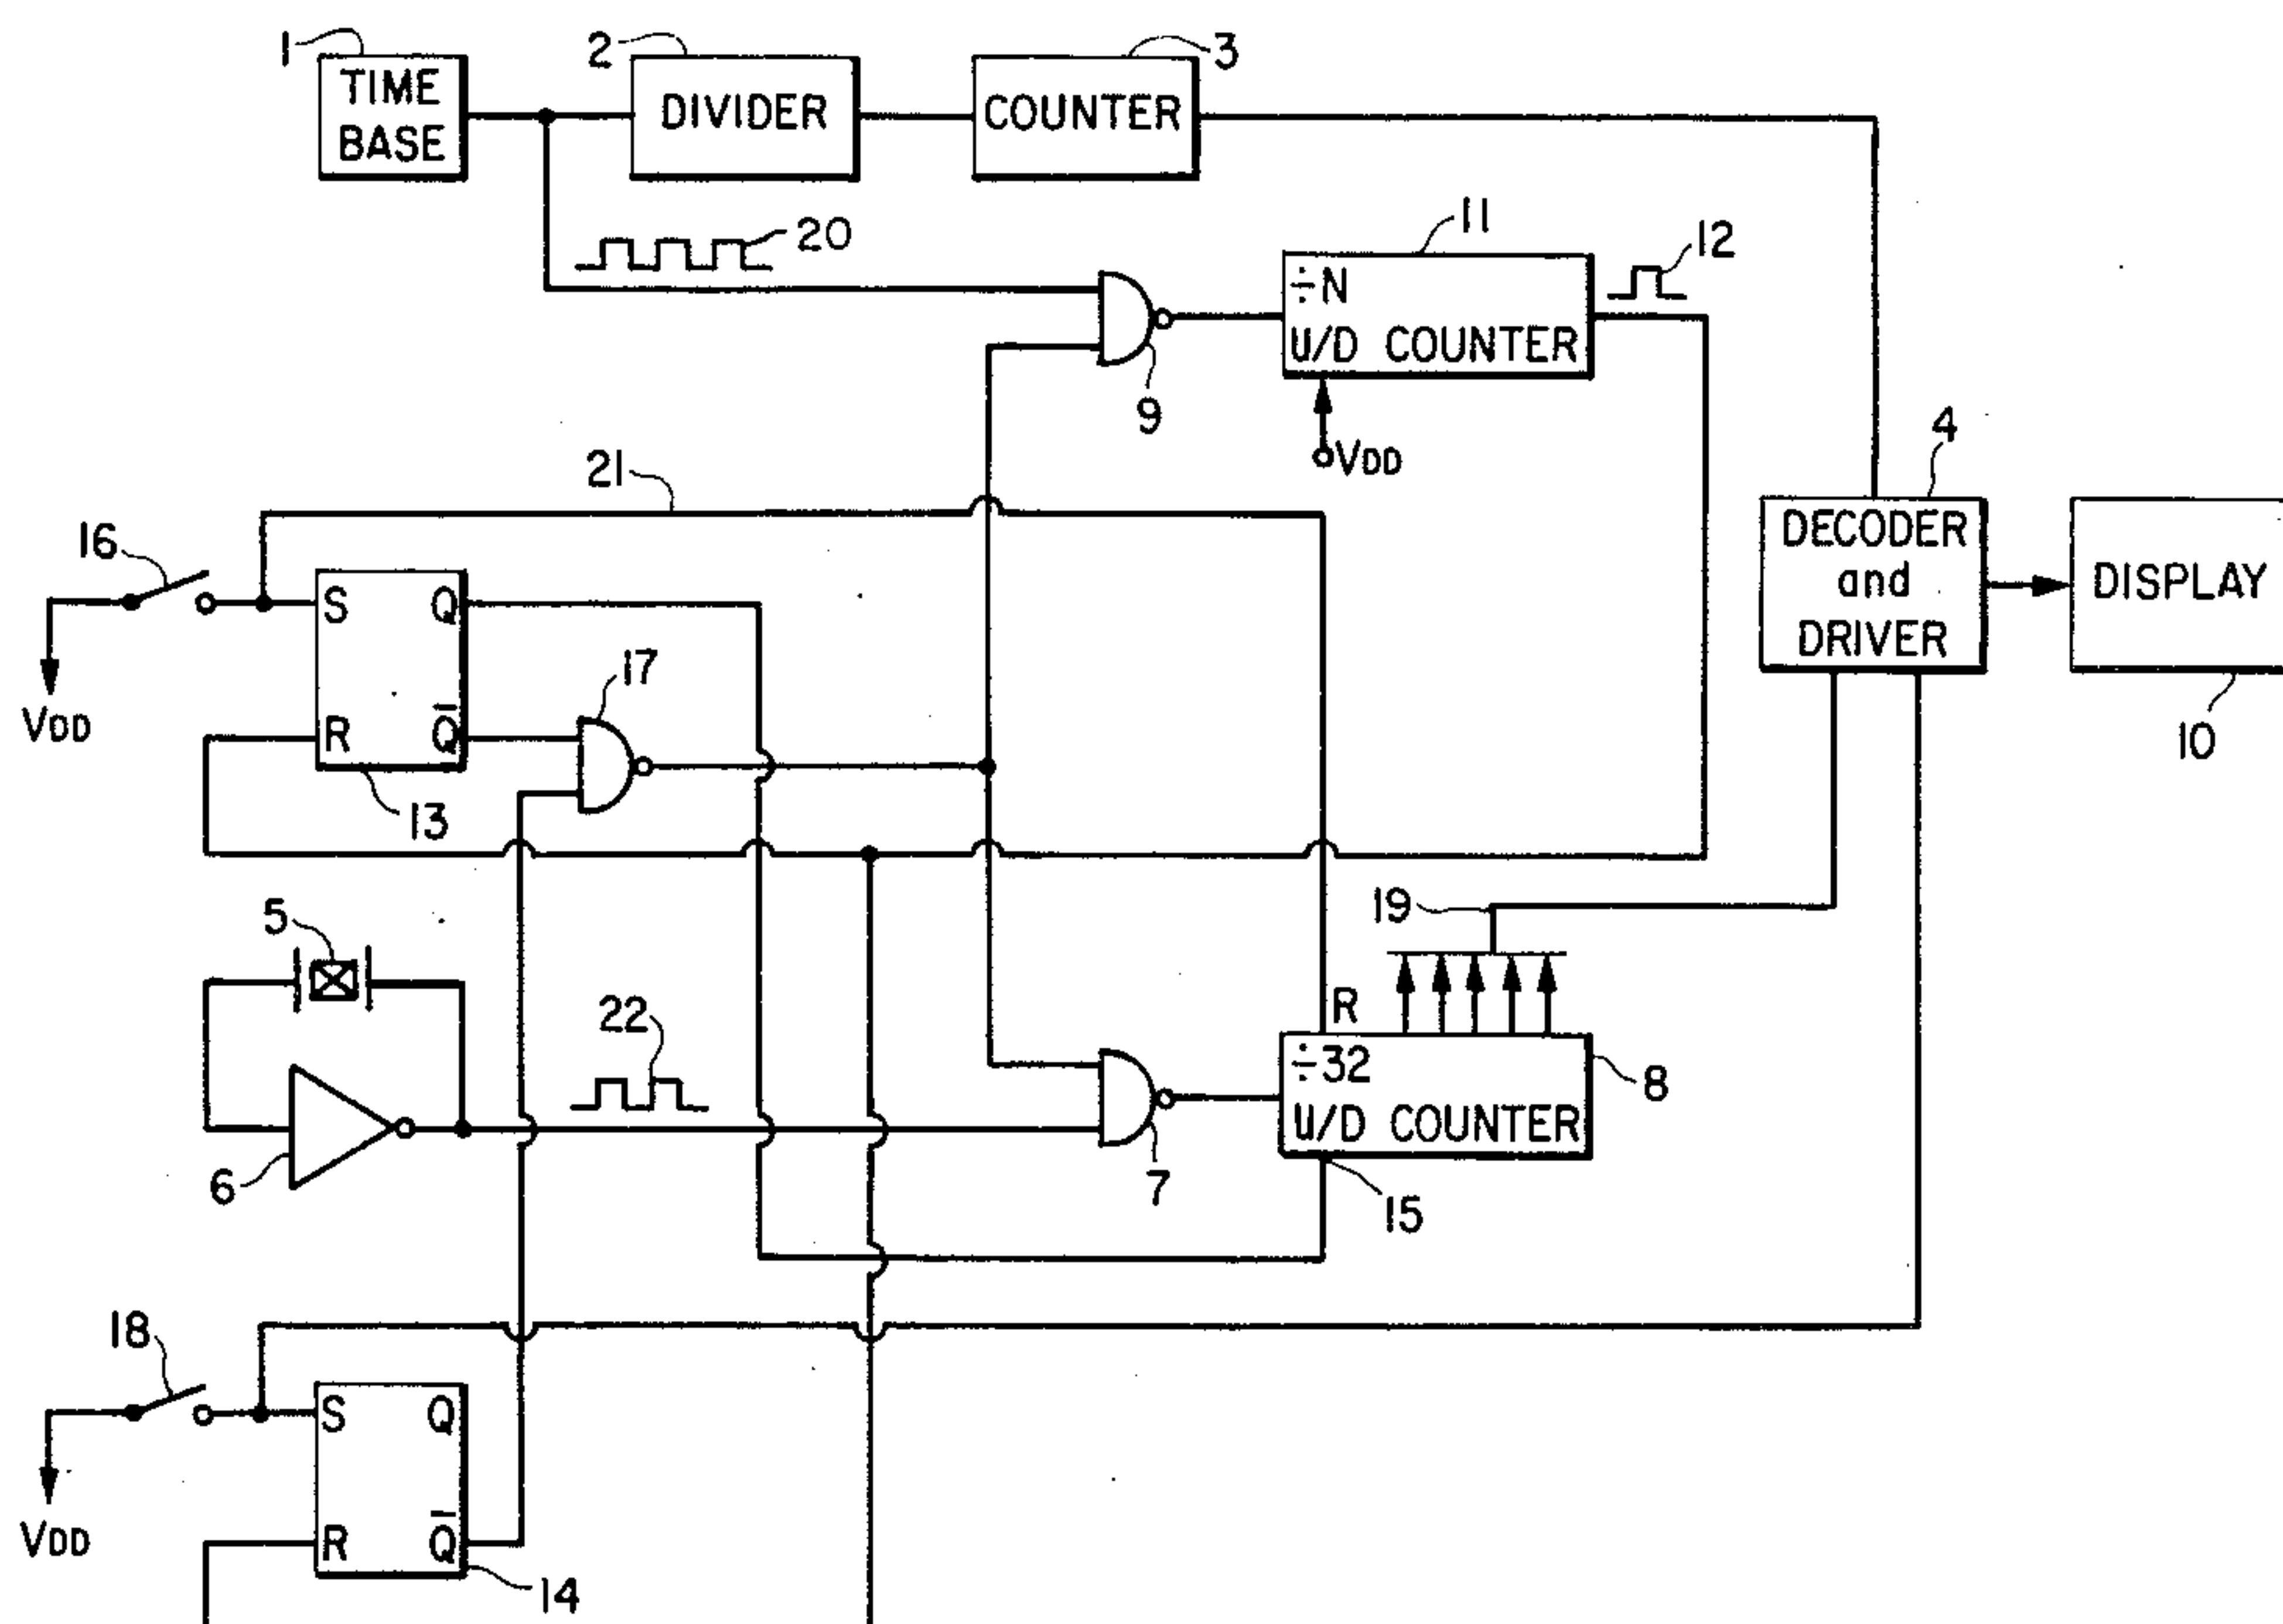 1
TIME
BASE
2
DIVIDER
3
COUNTER
20
11
÷N
U/D COUNTER
12
9
VDD
4
DECODER
and
DRIVER
DISPLAY
10
21
16
VDD
S
Q
R
Q̅
13
17
5
6
22
7
19
R
÷32
U/D COUNTER
8
15
18
VDD
S
Q
R
Q̅
14